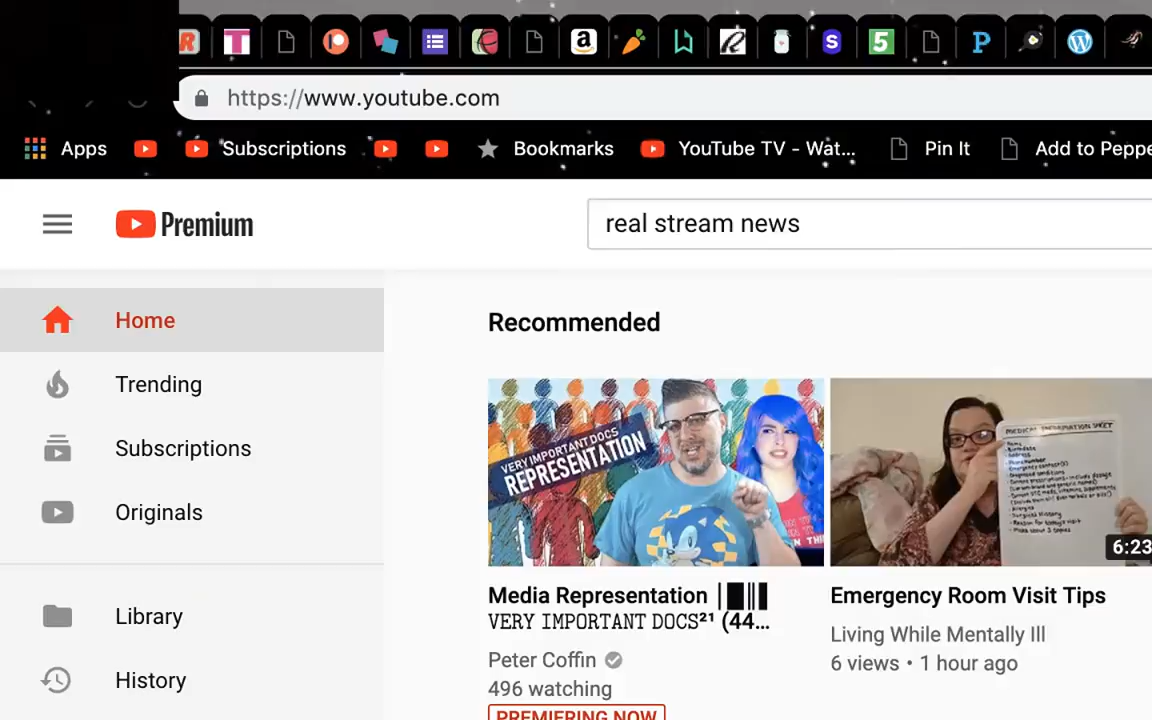 https://www.youtube.com
Apps
Subscriptions
Bookmarks
YouTube TV - Wat...
Pin It
Add to Peppe
Premium
real stream news
Home
Trending
Subscriptions
Originals
Library
History
Recommended
VERY IMPORTANT DOCS
REPRESENTATION
MEDICAL INFORMATION SHEET
6:23
Media Representation
VERY IMPORTANT DOCS²¹ (44...
Peter Coffin
496 watching
PREMIERING NOW
Emergency Room Visit Tips
Living While Mentally Ill
6 views • 1 hour ago